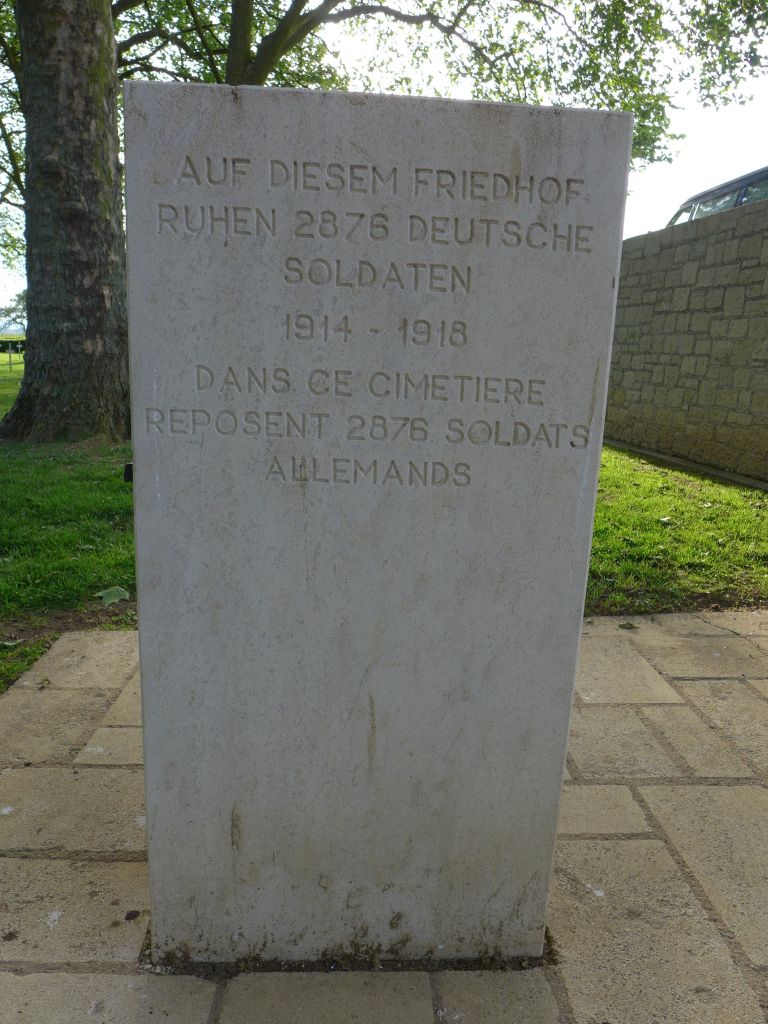 AUF DIESEM FRIEDHOF
RUHEN 2876 DEUTSCHE
SOLDATEN
1914 - 1918
DANS CE CIMETIERE
REPOSENT 2876 SOLDATS
ALLEMANDS